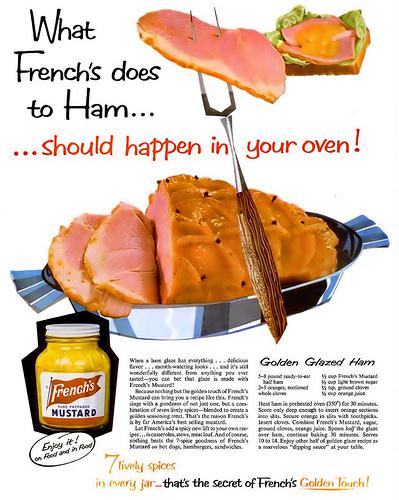 What
French's does
to Ham...
...should happen in your oven!
When a ham glaze has everything . . . delicious
flavor . . . mouth-watering looks . . . and it's still
wonderfully different from anything you ever
tasted—you can bet that glaze is made with
French's Mustard!
Because nothing but the golden touch of French's
Mustard can bring you a recipe like this. French's
sings with a goodness of not just one, but a com-
bination of seven lively spices—blended to create a
golden seasoning treat. That's the reason French's
is by far America's best selling mustard.
Let French's add a spicy new lift to your own rec-
ipes . . . casseroles, stews, meatloaf. And of course,
nothing beats the 7-spice goodness of French's
Mustard on hot dogs, hamburgers, sandwiches.
Golden Glazed Ham
5-8 pound ready-to-eat
half ham
2-3 oranges, sectioned
whole cloves
½ cup French's Mustard
½ cup light brown sugar
½ tsp. ground cloves
½ cup orange juice
Heat ham in preheated oven (350°) for 30 minutes.
Score only deep enough to insert orange sections
into slits. Secure orange in slits with toothpicks.
Insert cloves. Combine French's Mustard, sugar,
ground cloves, orange juice. Spoon half the glaze
over ham, continue baking 30 minutes. Serves
10 to 14. Enjoy other half of golden glaze recipe as
a marvelous "dipping sauce" at your table.
French's
PURE PREPARED
MUSTARD
Enjoy it!
on Food and in Food
7 lively spices
in every jar—that's the secret of French's Golden Touch!